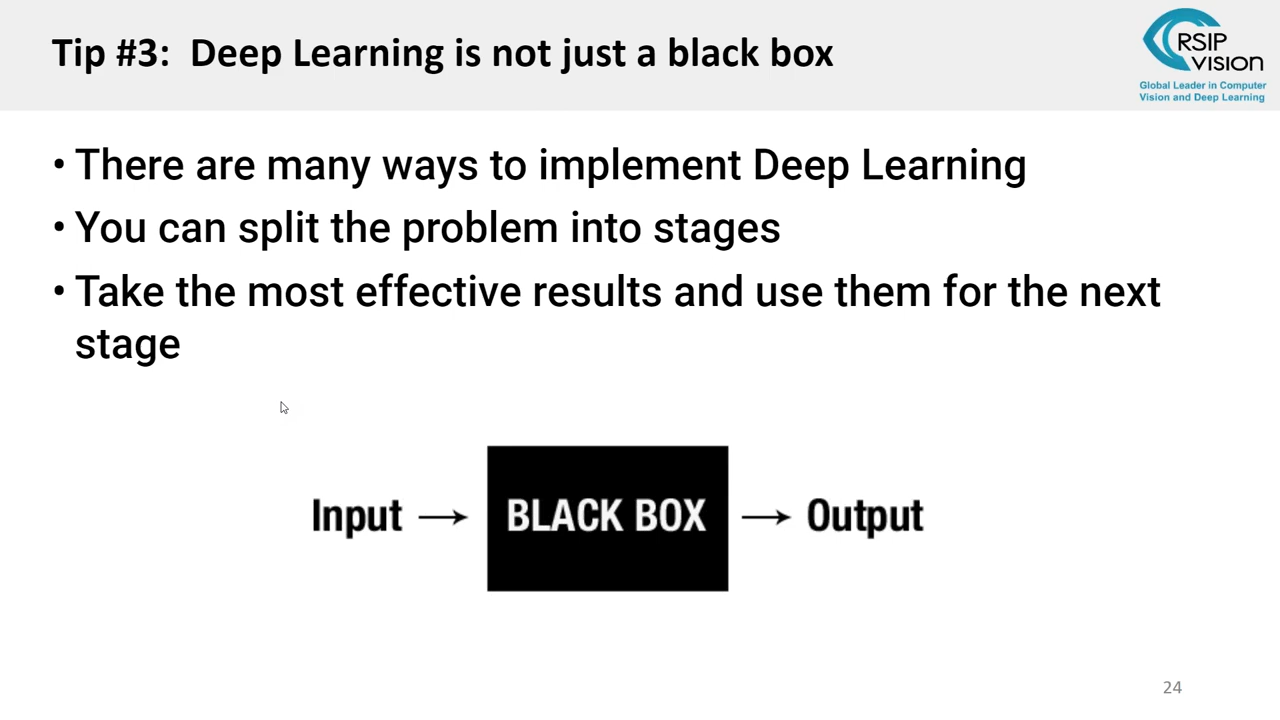 Tip #3:  Deep Learning is not just a black box
RSIP
VISION
Global Leader in Computer
Vision and Deep Learning
• There are many ways to implement Deep Learning
• You can split the problem into stages
• Take the most effective results and use them for the next
stage
Input → BLACK BOX → Output
24